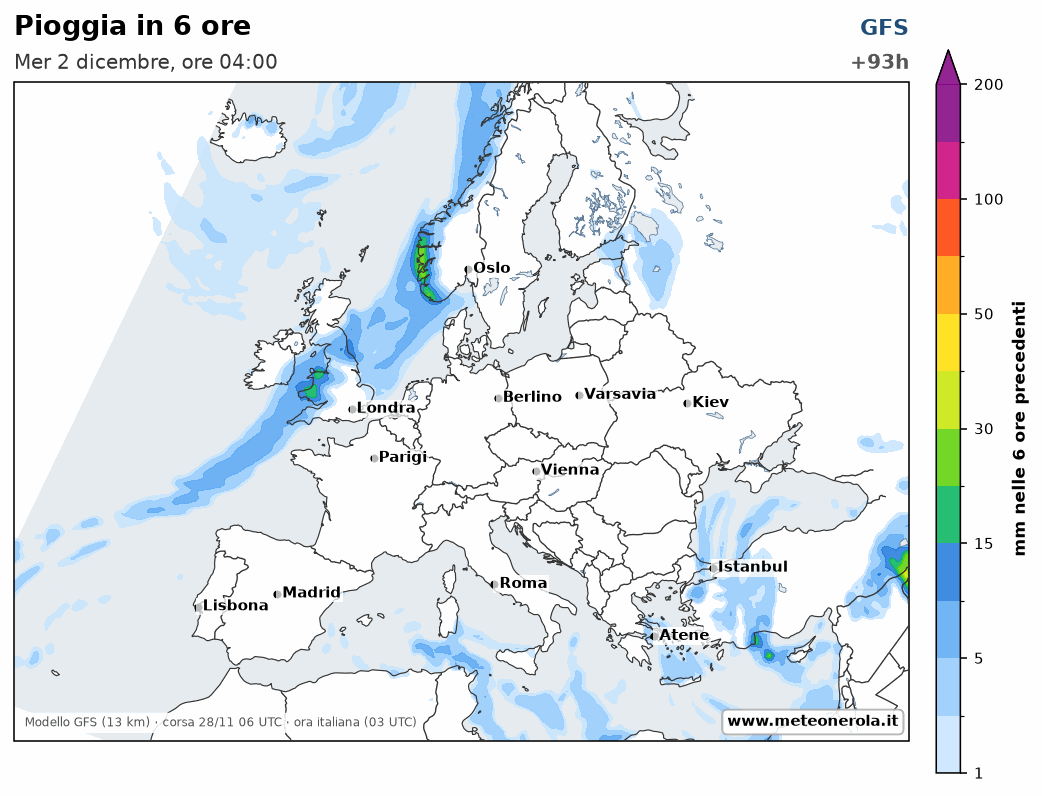 Pioggia in 6 ore
GFS
Mer 2 dicembre, ore 04:00
+93h
200
100
50
30
15
5
1
mm nelle 6 ore precedenti
Oslo
Londra
Berlino
Varsavia
Kiev
Parigi
Vienna
Istanbul
Roma
Madrid
Lisbona
Atene
Modello GFS (13 km) · corsa 28/11 06 UTC · ora italiana (03 UTC)
www.meteonerola.it